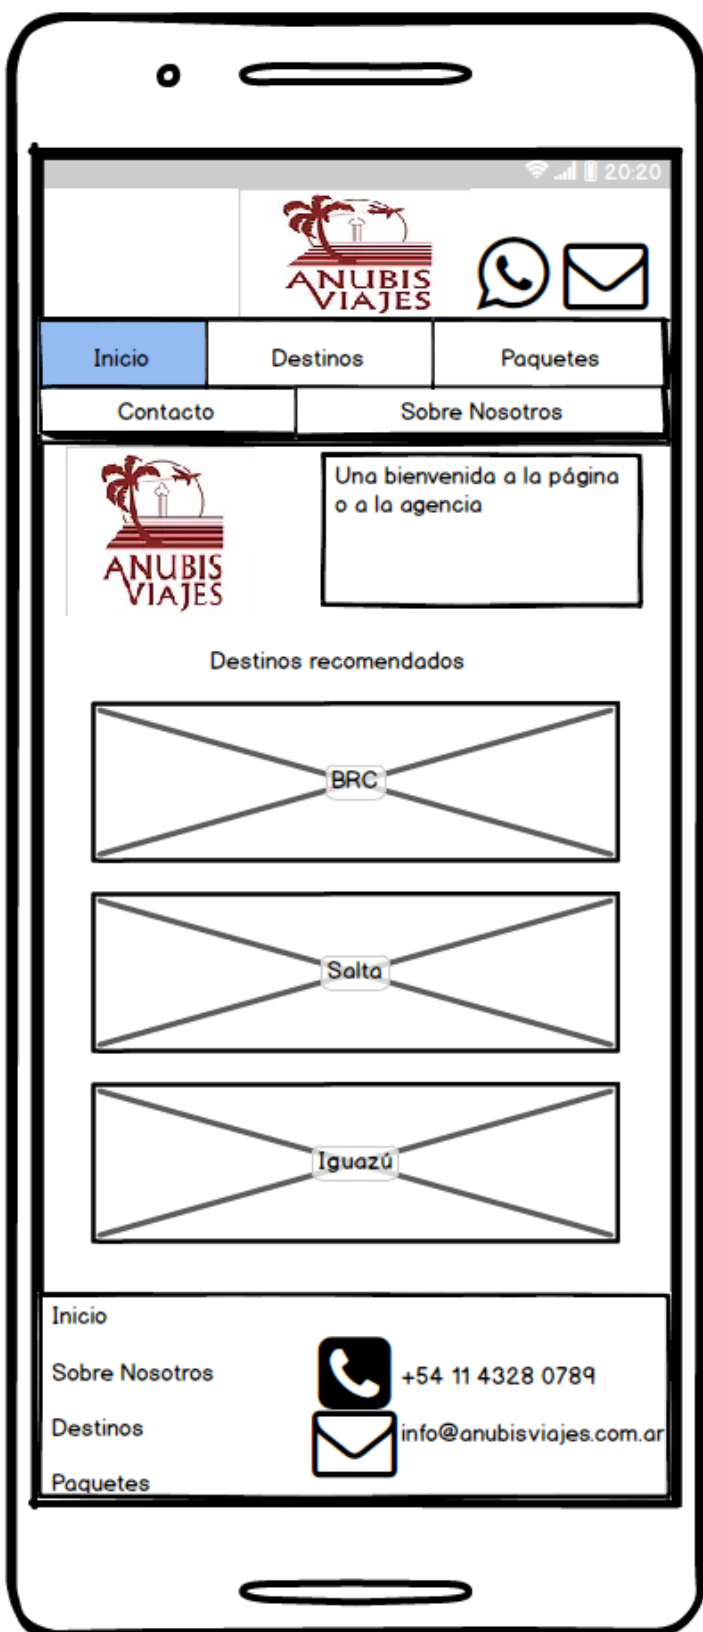 20:20
ANUBIS
VIAJES
Inicio
Destinos
Paquetes
Contacto
Sobre Nosotros
ANUBIS
VIAJES
Una bienvenida a la página
o a la agencia
Destinos recomendados
BRC
Salta
Iguazú
Inicio
Sobre Nosotros
Destinos
Paquetes
+54 11 4328 0789
info@anubisviajes.com.ar